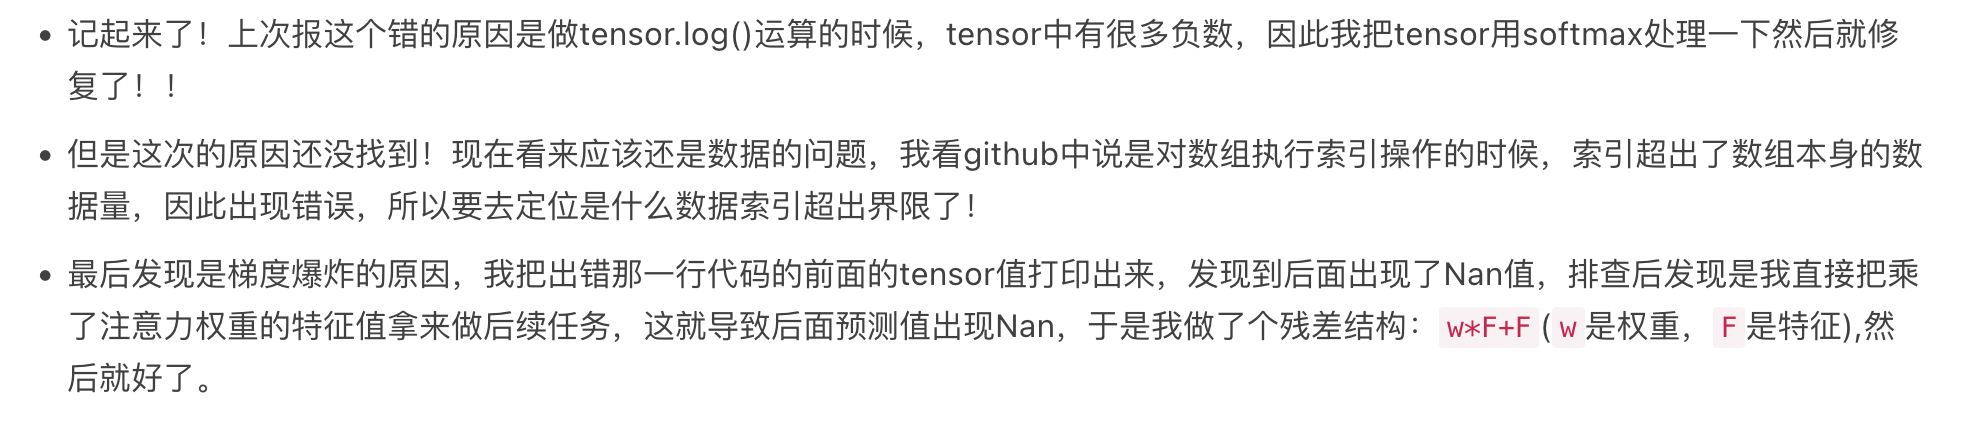 记起来了！上次报这个错的原因是做tensor.log()运算的时候，tensor中有很多负数，因此我把tensor用softmax处理一下然后就修
复了！！
但是这次的原因还没找到！现在看来应该还是数据的问题，我看github中说是对数组执行索引操作的时候，索引超出了数组本身的数
据量，因此出现错误，所以要去定位是什么数据索引超出界限了！
最后发现是梯度爆炸的原因，我把出错那一行代码的前面的tensor值打印出来，发现到后面出现了Nan值，排查后发现是我直接把乘
了注意力权重的特征值拿来做后续任务，这就导致后面预测值出现Nan，于是我做了个残差结构：w*F+F(w是权重，F是特征),然
后就好了。